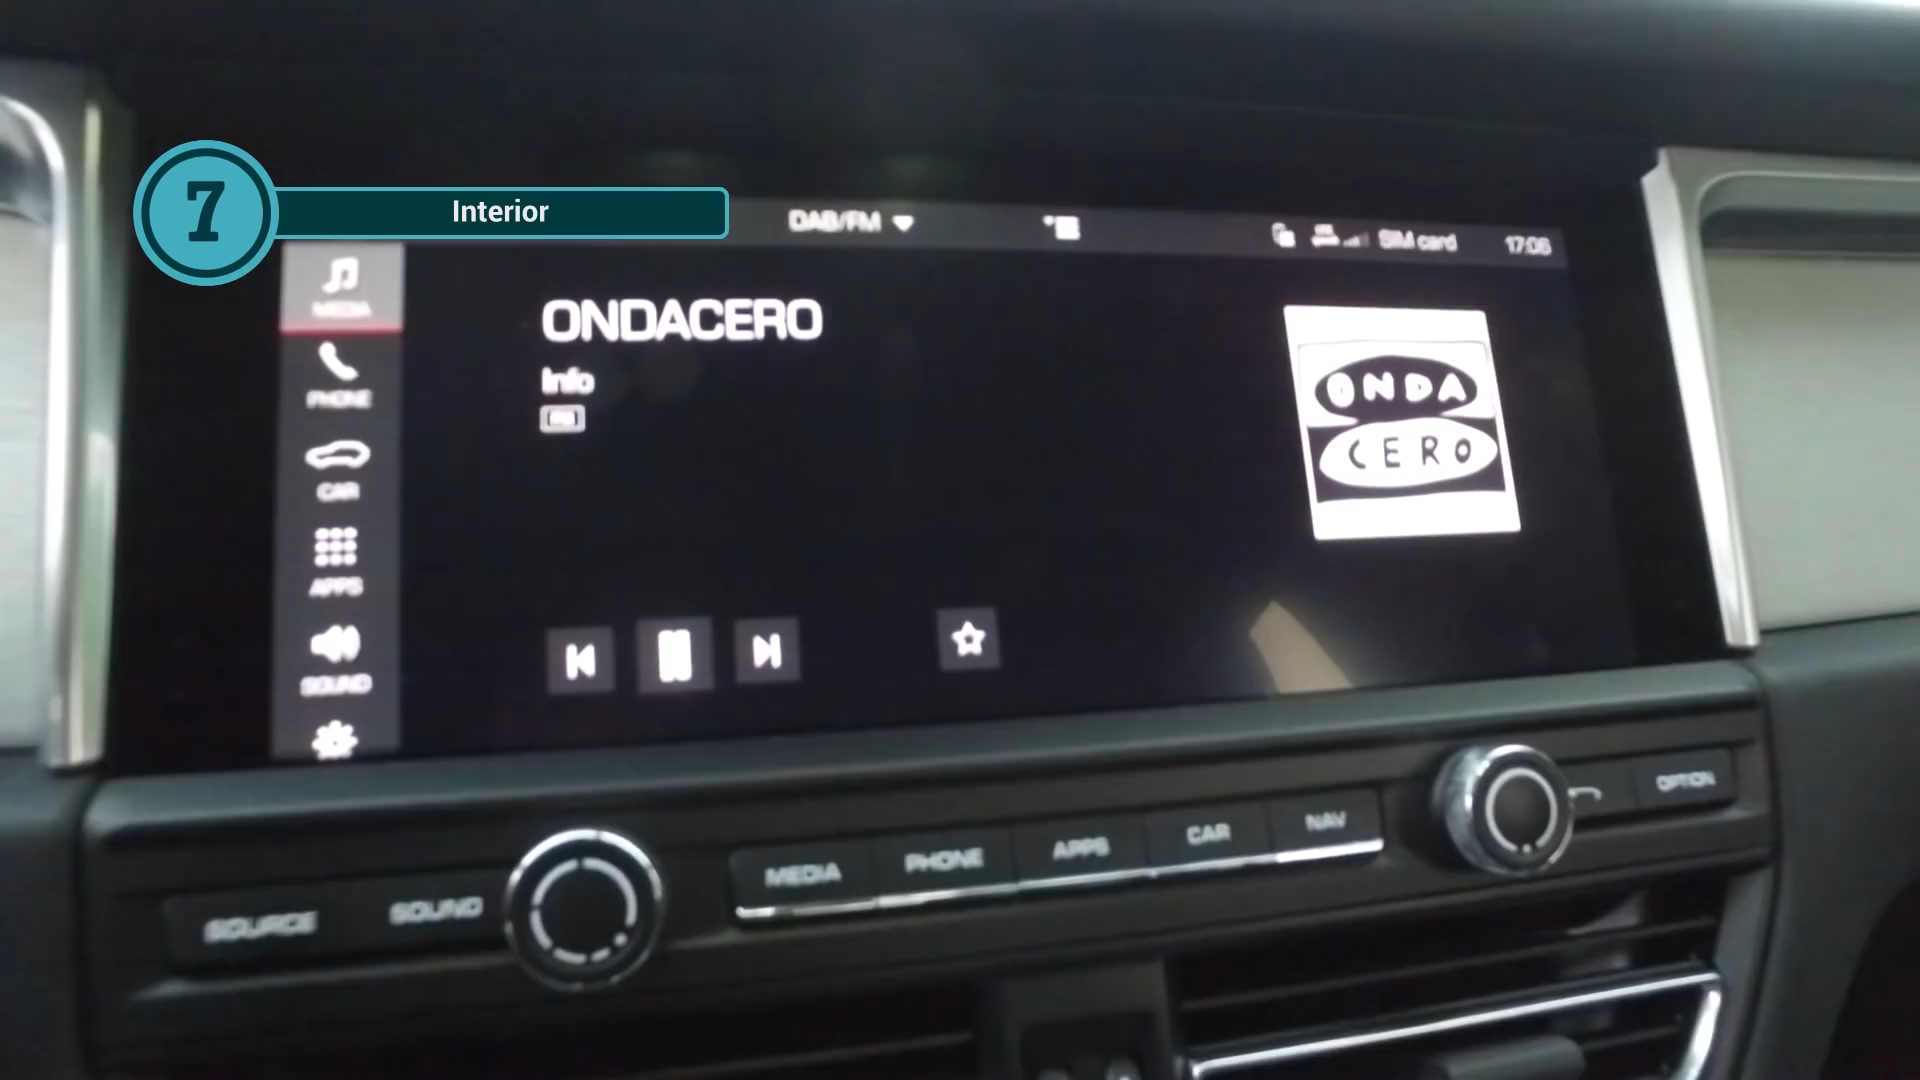 7
Interior
DAB/FM
SIM card
17:06
MEDIA
PHONE
CAR
APPS
SOUND
ONDACERO
Info
FM
ONDA
CERO
SOURCE
SOUND
MEDIA
PHONE
APPS
CAR
NAV
OPTION